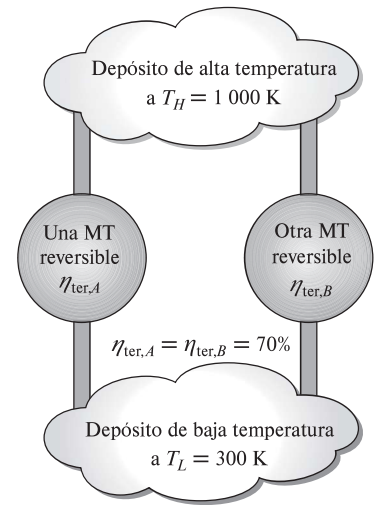 Depósito de alta temperatura
a T_H = 1 000 K
Una MT
reversible
η_ter,A
Otra MT
reversible
η_ter,B
η_ter,A = η_ter,B = 70%
Depósito de baja temperatura
a T_L = 300 K